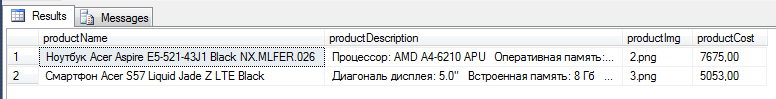 Results Messages
productName productDescription productImg productCost
1 Ноутбук Acer Aspire E5-521-43J1 Black NX.MLFER.026 Процессор: AMD A4-6210 APU Оперативная память:... 2.png 7675,00
2 Смартфон Acer S57 Liquid Jade Z LTE Black Диагональ дисплея: 5.0" Встроенная память: 8 Гб ... 3.png 5053,00